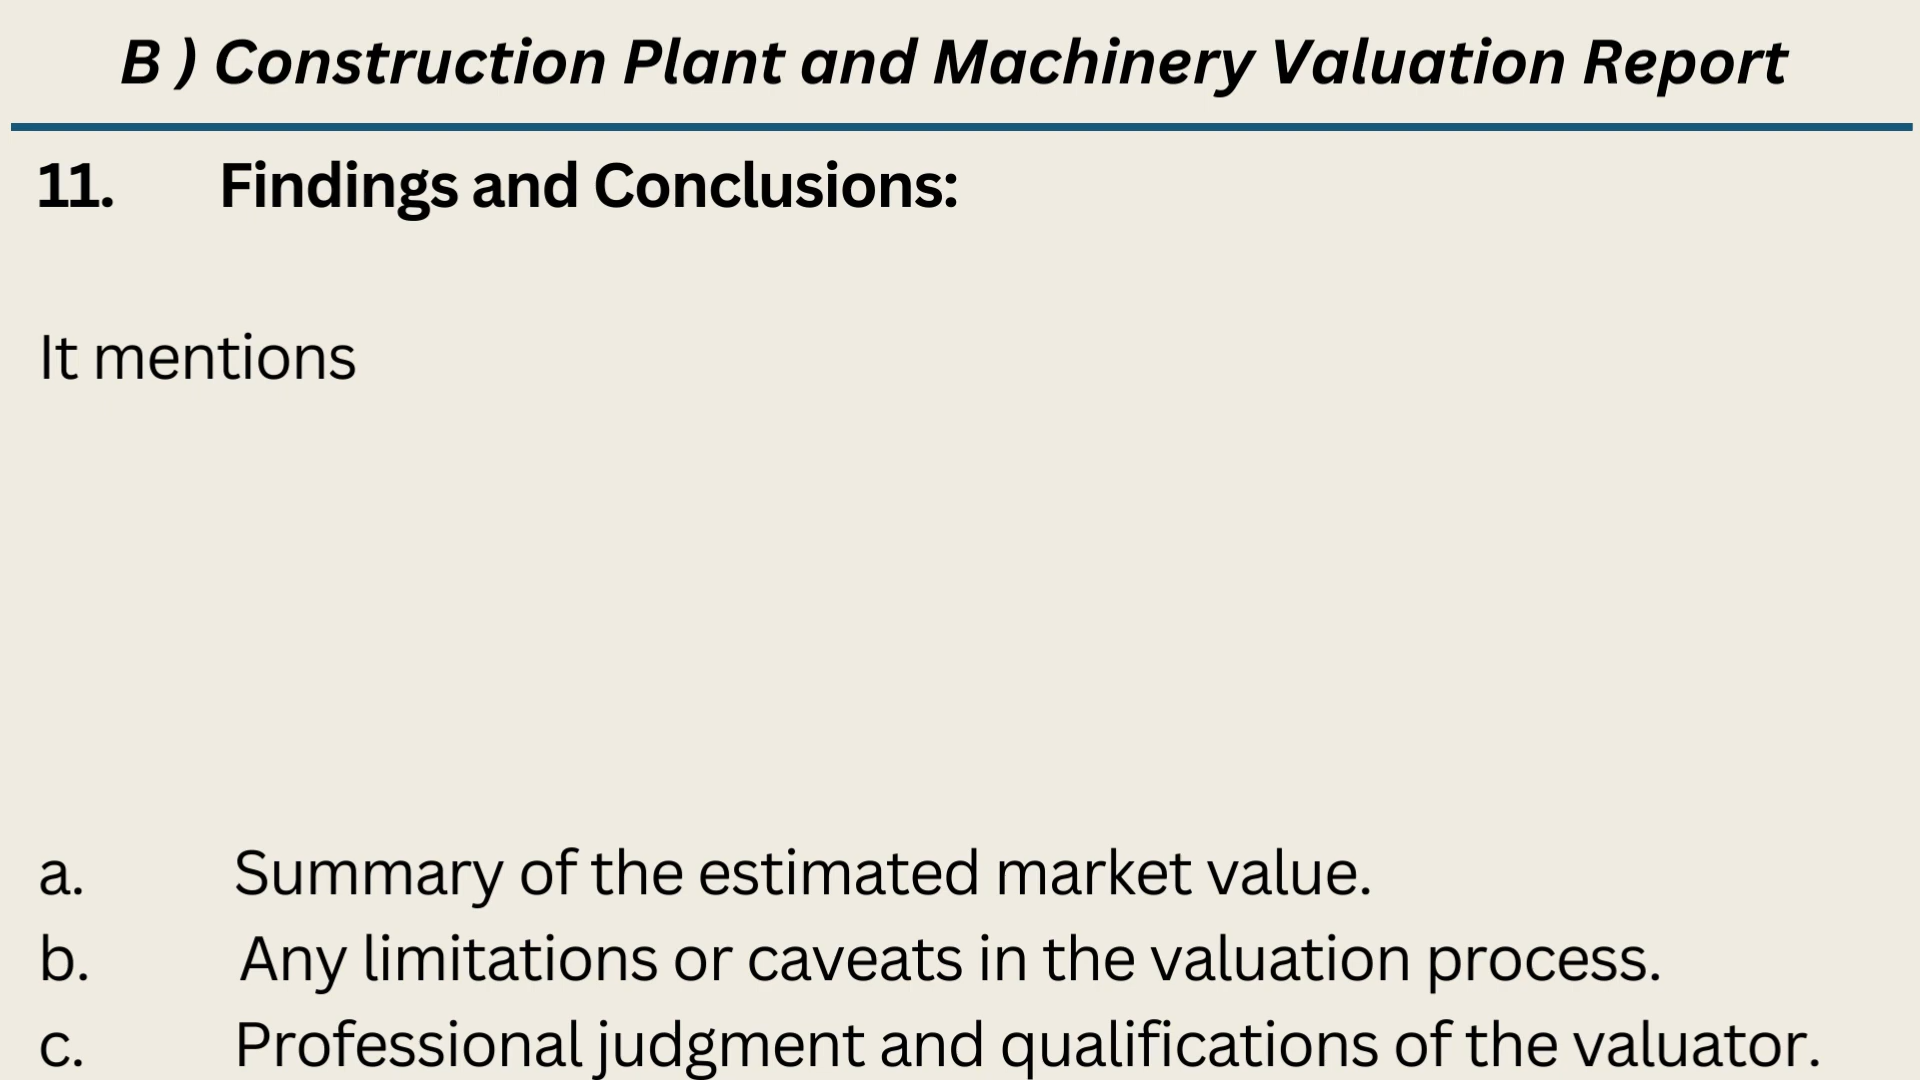 B ) Construction Plant and Machinery Valuation Report
11. Findings and Conclusions:
It mentions
a. Summary of the estimated market value.
b. Any limitations or caveats in the valuation process.
c. Professional judgment and qualifications of the valuator.